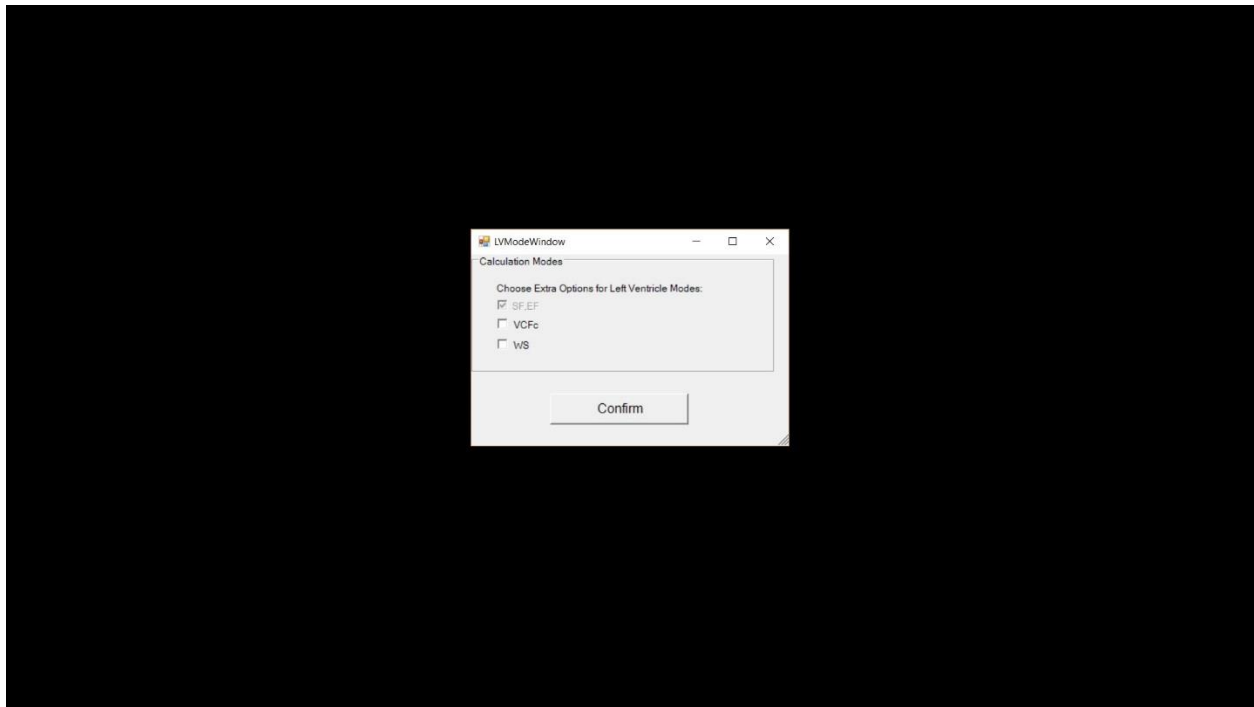 LVModeWindow
Calculation Modes
Choose Extra Options for Left Ventricle Modes:
SF,EF
VCFc
WS
Confirm